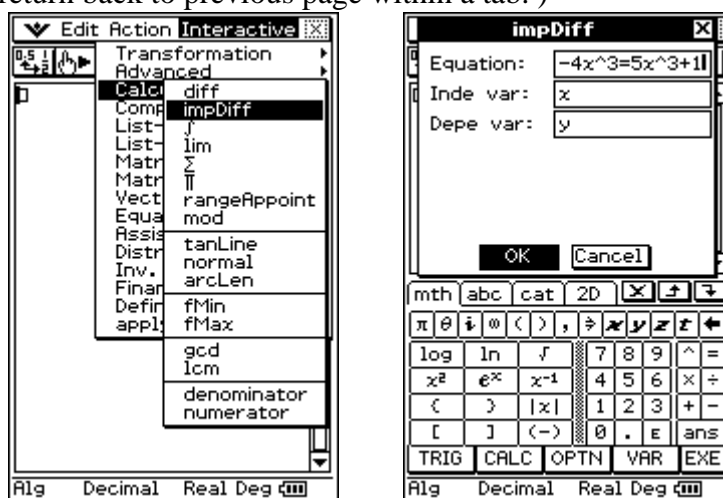 return back to previous page within a tab. )
Edit Action Interactive
Transformation
Advanced
Calc
Comp
List-
List-
Matr
Matr
Vect
Equa
Assis
Distr
Inv.
Finan
Defin
apply
diff
impDiff
∫
lim
Σ
∏
rangeAppoint
mod
tanLine
normal
arcLen
fMin
fMax
gcd
lcm
denominator
numerator
Alg Decimal Real Deg
impDiff
Equation: -4x^3=5x^3+1
Inde var: x
Depe var: y
OK Cancel
mth abc cat 2D
π θ i ∞ ( ) , ⇒ x y z t ←
log ln √ 7 8 9 ^ =
x² eˣ x⁻¹ 4 5 6 × ÷
{ } |x| 1 2 3 + −
[ ] (−) 0 . E ans
TRIG CALC OPTN VAR EXE
Alg Decimal Real Deg